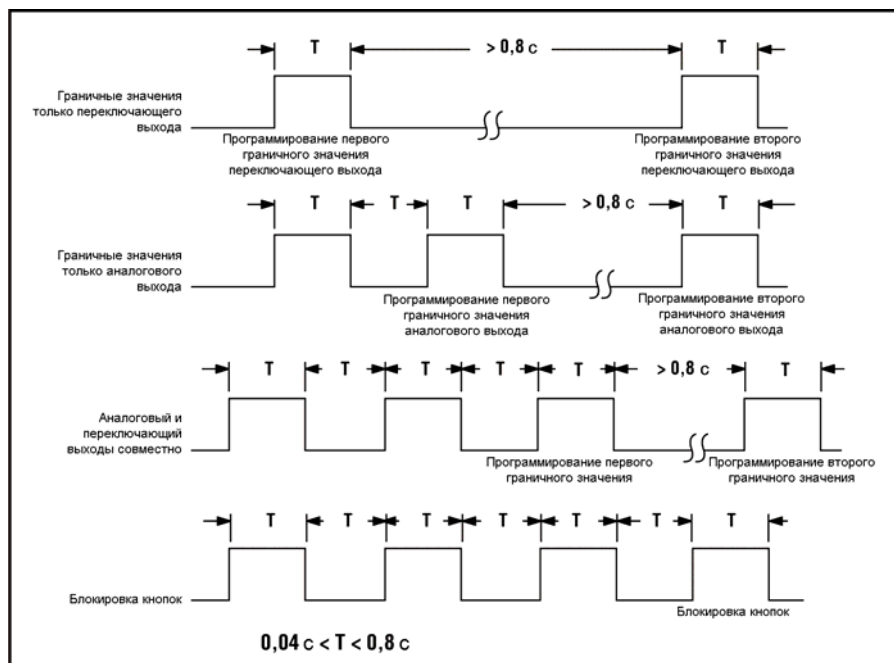 T > 0,8 с T
Граничные значения
только переключающего
выхода
Программирование первого
граничного значения
переключающего выхода
Программирование второго
граничного значения
переключающего выхода
T T T > 0,8 с T
Граничные значения
только аналогового
выхода
Программирование первого
граничного значения
аналогового выхода
Программирование второго
граничного значения
аналогового выхода
T T T T T > 0,8 с T
Аналоговый и
переключающий
выходы совместно
Программирование первого
граничного значения
Программирование второго
граничного значения
T T T T T T T
Блокировка кнопок
Блокировка кнопок
0,04 с < T < 0,8 с